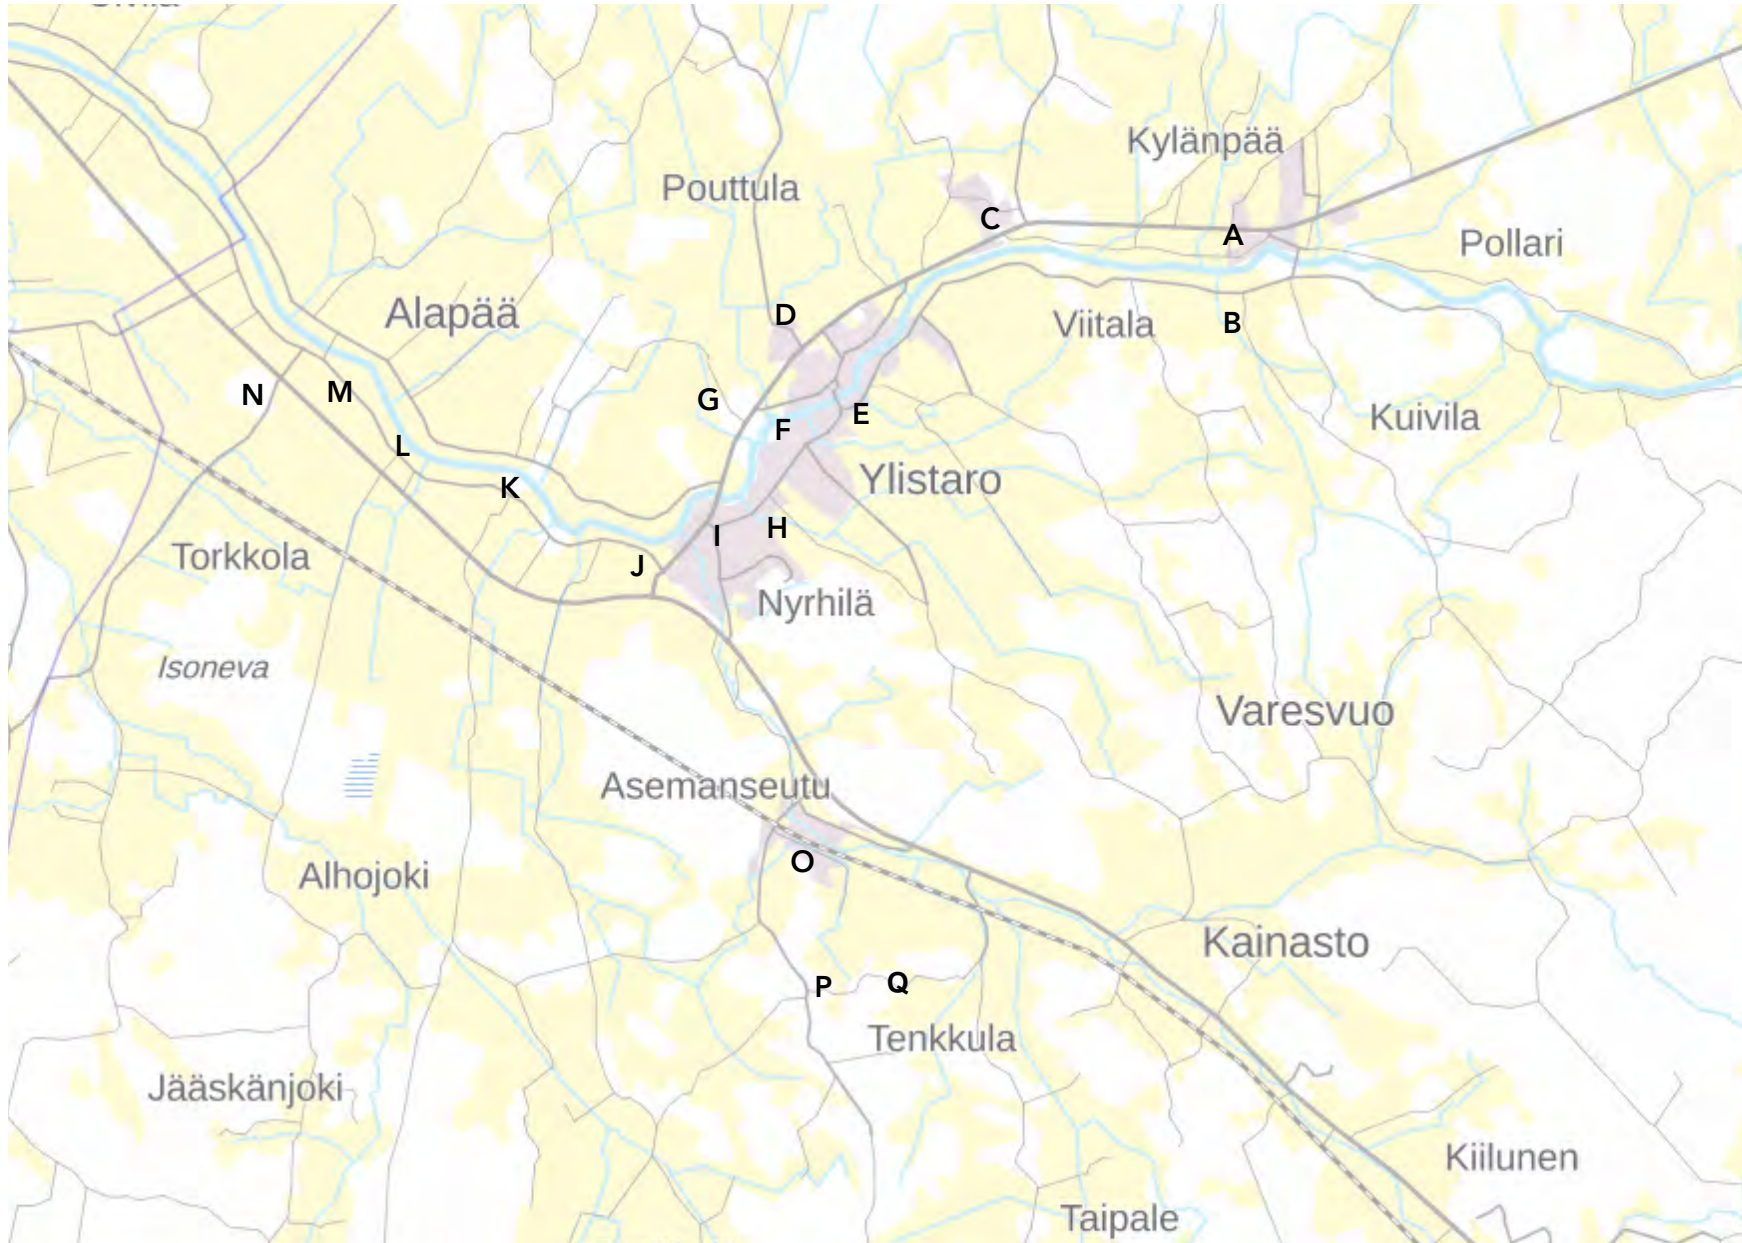 Kylänpää
Pouttula
C
A
Pollari
Alapää
D
Viitala
B
N
M
G
E
Kuivila
F
L
Ylistaro
K
I
H
Torkkola
J
Nyrhilä
Isoneva
Varesvuo
Asemanseutu
O
Alhojoki
Kainasto
P
Q
Tenkkula
Jääskänjoki
Kiilunen
Taipale